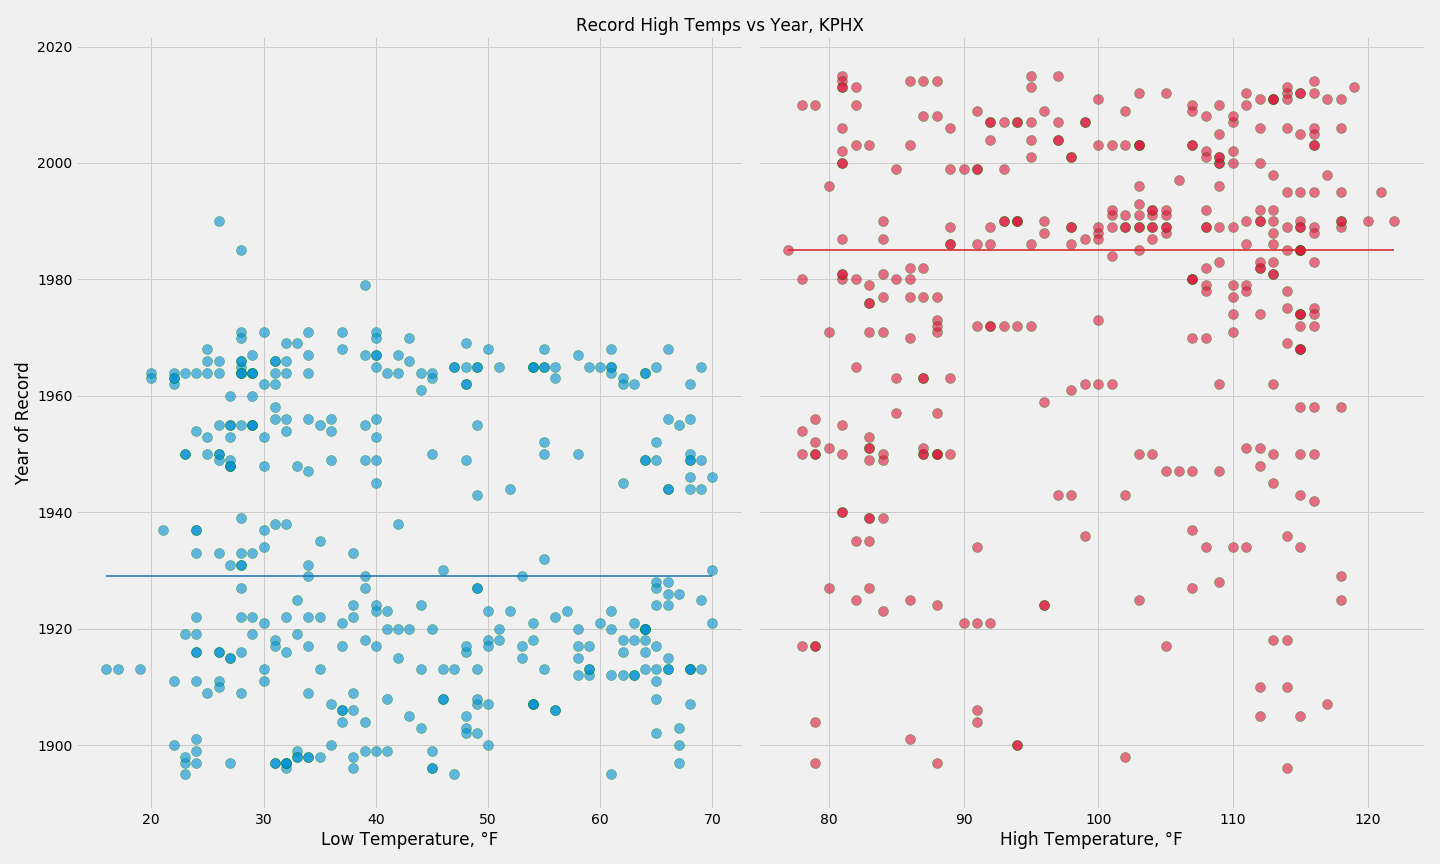 Record High Temps vs Year, KPHX
Year of Record
2020
2000
1980
1960
1940
1920
1900
20 30 40 50 60 70
80 90 100 110 120
Low Temperature, °F
High Temperature, °F